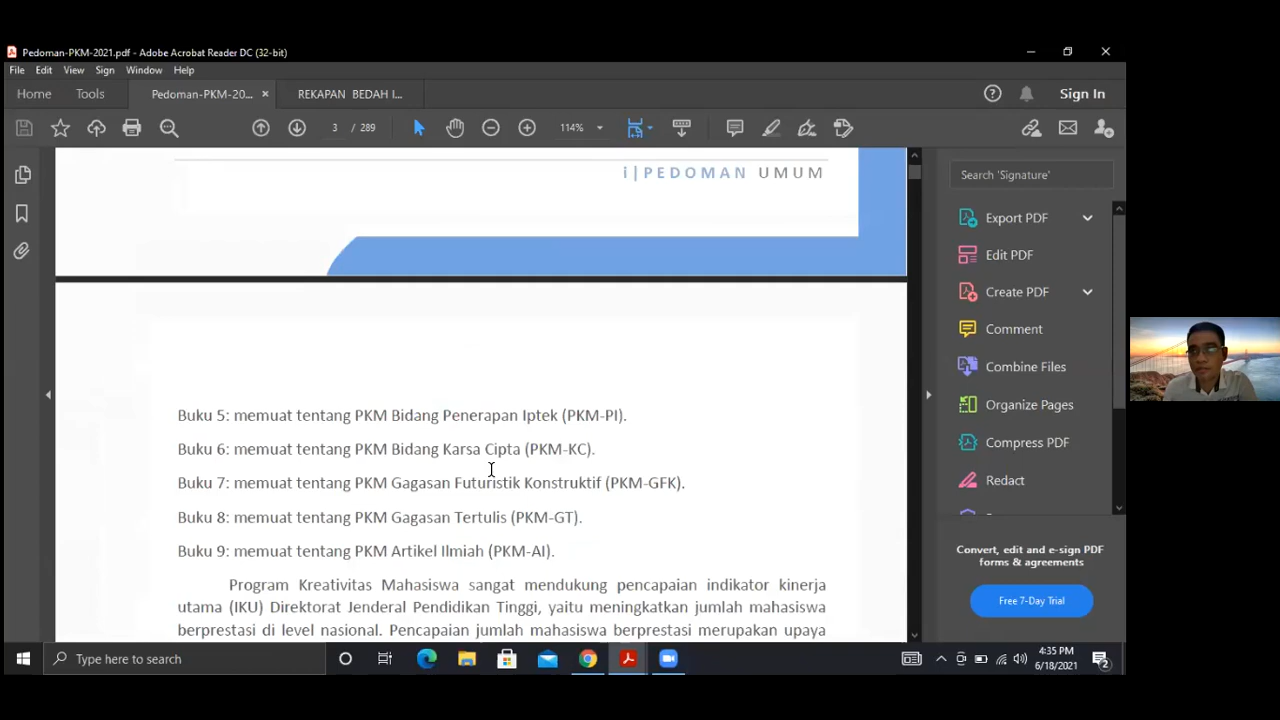 Pedoman-PKM-2021.pdf - Adobe Acrobat Reader DC (32-bit)
File Edit View Sign Window Help
Home Tools Pedoman-PKM-20... × REKAPAN BEDAH I... Sign In
3 / 289 114%
i|PEDOMAN UMUM
Search 'Signature'
Export PDF
Edit PDF
Create PDF
Comment
Combine Files
Organize Pages
Compress PDF
Redact
Convert, edit and e-sign PDF
forms & agreements
Free 7-Day Trial
Buku 5: memuat tentang PKM Bidang Penerapan Iptek (PKM-PI).
Buku 6: memuat tentang PKM Bidang Karsa Cipta (PKM-KC).
Buku 7: memuat tentang PKM Gagasan Futuristik Konstruktif (PKM-GFK).
Buku 8: memuat tentang PKM Gagasan Tertulis (PKM-GT).
Buku 9: memuat tentang PKM Artikel Ilmiah (PKM-AI).
Program Kreativitas Mahasiswa sangat mendukung pencapaian indikator kinerja
utama (IKU) Direktorat Jenderal Pendidikan Tinggi, yaitu meningkatkan jumlah mahasiswa
berprestasi di level nasional. Pencapaian jumlah mahasiswa berprestasi merupakan upaya
Type here to search
4:35 PM
6/18/2021
2